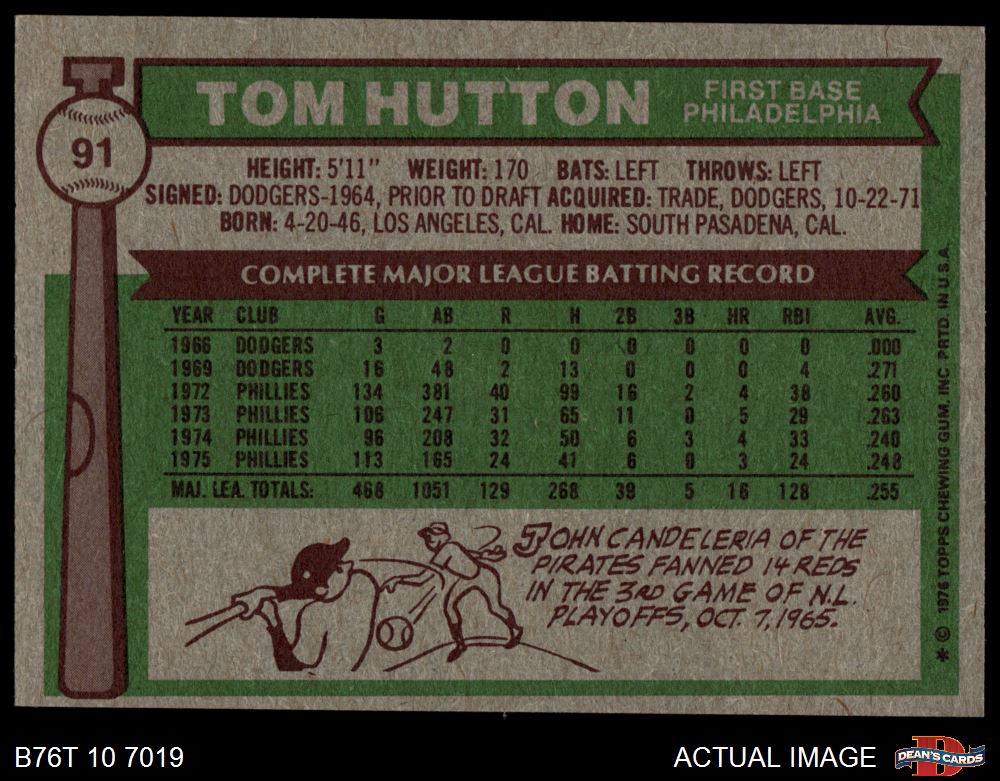 TOM HUTTON
FIRST BASE
PHILADELPHIA
91
HEIGHT: 5'11" WEIGHT: 170 BATS: LEFT THROWS: LEFT
SIGNED: DODGERS-1964, PRIOR TO DRAFT ACQUIRED: TRADE, DODGERS, 10-22-71
BORN: 4-20-46, LOS ANGELES, CAL. HOME: SOUTH PASADENA, CAL.
COMPLETE MAJOR LEAGUE BATTING RECORD
YEAR CLUB G AB R H 2B 3B HR RBI AVG.
1966 DODGERS 3 2 0 0 0 0 0 0 .000
1969 DODGERS 16 48 2 13 0 0 0 4 .271
1972 PHILLIES 134 381 40 99 16 2 4 38 .260
1973 PHILLIES 106 247 31 65 11 0 5 29 .263
1974 PHILLIES 96 208 32 50 6 3 4 33 .240
1975 PHILLIES 113 165 24 41 6 0 3 24 .248
MAJ. LEA. TOTALS: 468 1051 129 268 39 5 16 128 .255
JOHN CANDELERIA OF THE
PIRATES FANNED 14 REDS
IN THE 3RD GAME OF N.L.
PLAYOFFS, OCT. 7, 1965.
* © 1976 TOPPS CHEWING GUM, INC. PRTD. IN U.S.A.
B76T 10 7019
ACTUAL IMAGE
D
DEAN'S CARDS